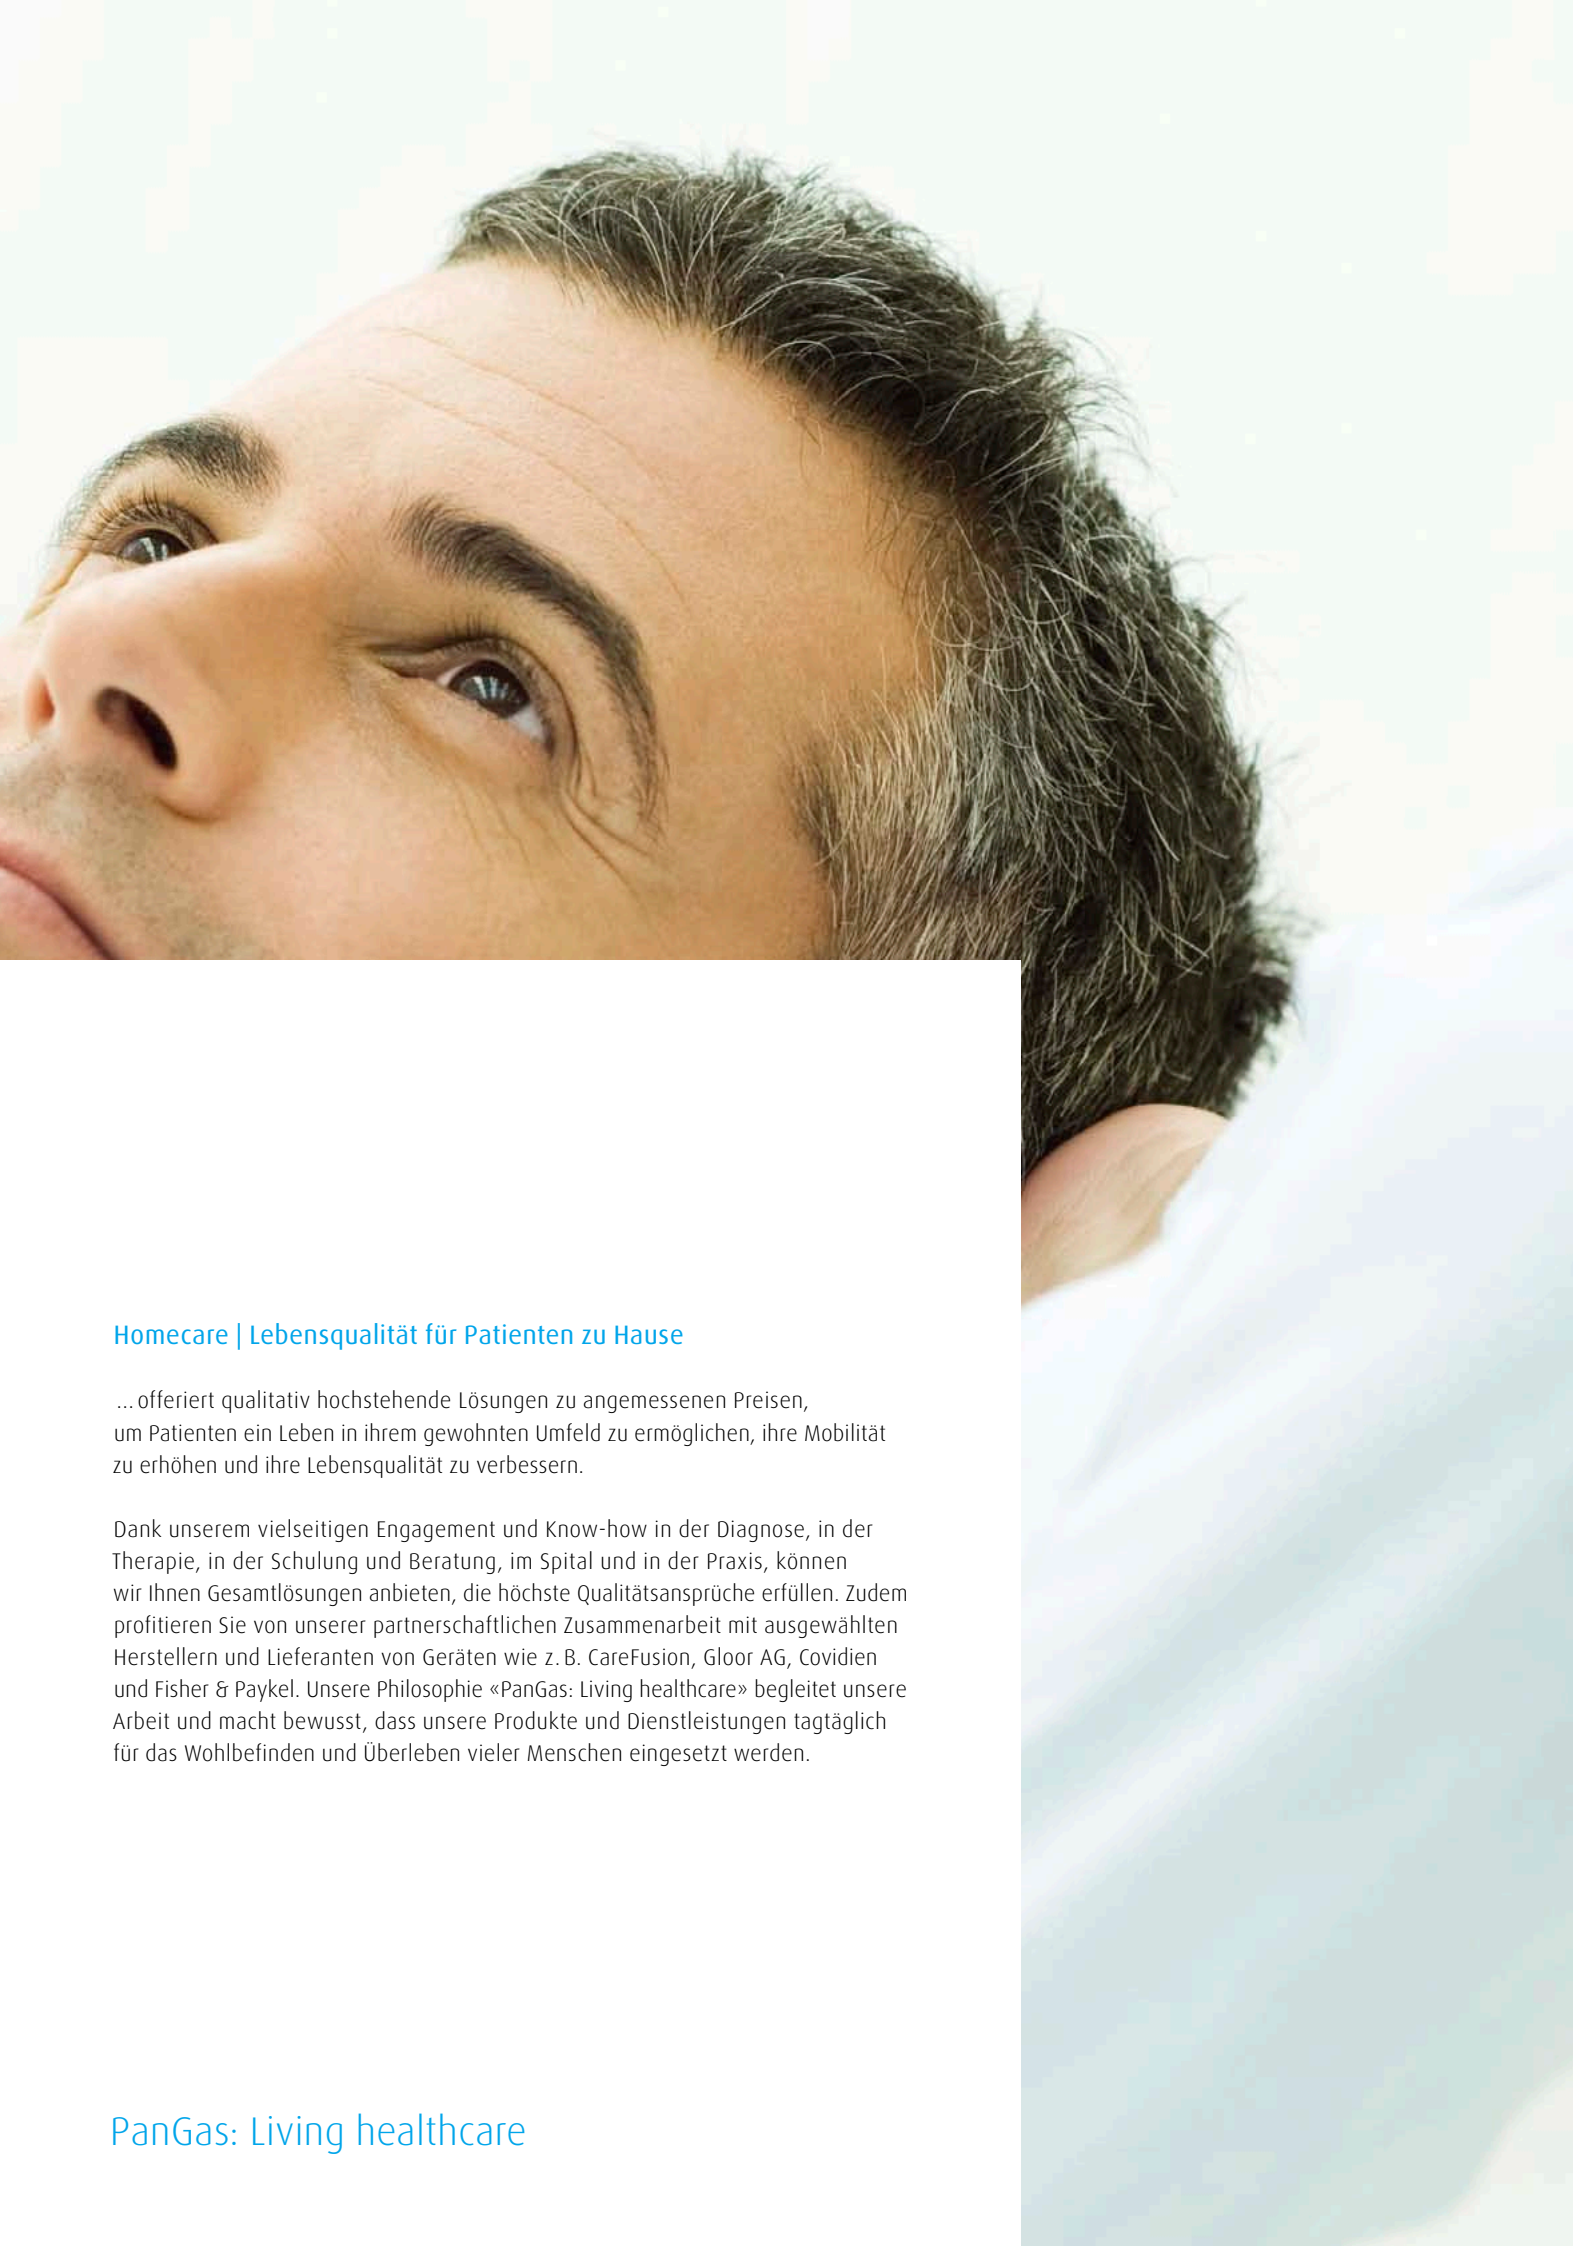 Homecare | Lebensqualität für Patienten zu Hause
... offeriert qualitativ hochstehende Lösungen zu angemessenen Preisen,
um Patienten ein Leben in ihrem gewohnten Umfeld zu ermöglichen, ihre Mobilität
zu erhöhen und ihre Lebensqualität zu verbessern.
Dank unserem vielseitigen Engagement und Know-how in der Diagnose, in der
Therapie, in der Schulung und Beratung, im Spital und in der Praxis, können
wir Ihnen Gesamtlösungen anbieten, die höchste Qualitätsansprüche erfüllen. Zudem
profitieren Sie von unserer partnerschaftlichen Zusammenarbeit mit ausgewählten
Herstellern und Lieferanten von Geräten wie z. B. CareFusion, Gloor AG, Covidien
und Fisher & Paykel. Unsere Philosophie «PanGas: Living healthcare» begleitet unsere
Arbeit und macht bewusst, dass unsere Produkte und Dienstleistungen tagtäglich
für das Wohlbefinden und Überleben vieler Menschen eingesetzt werden.
PanGas: Living healthcare